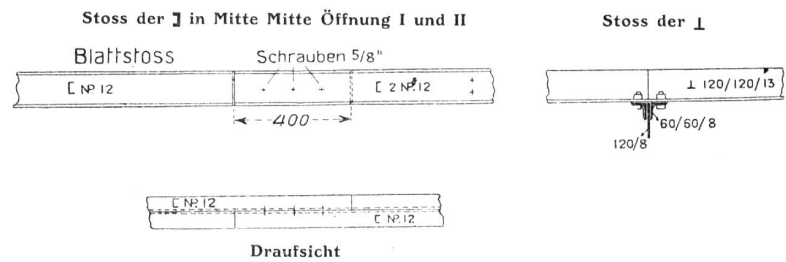 Stoss der ⊐ in Mitte Mitte Öffnung I und II
Stoss der ⊥
Blattstoss
Schrauben 5/8"
[ Nº 12
[ 2 Nº 12
400
⊥ 120/120/13
60/60/8
120/8
[ Nº 12
[ Nº 12
Draufsicht